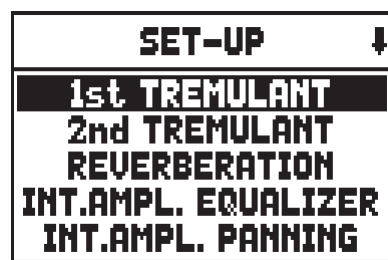 SET-UP
1st TREMULANT
2nd TREMULANT
REVERBERATION
INT.AMPL. EQUALIZER
INT.AMPL. PANNING